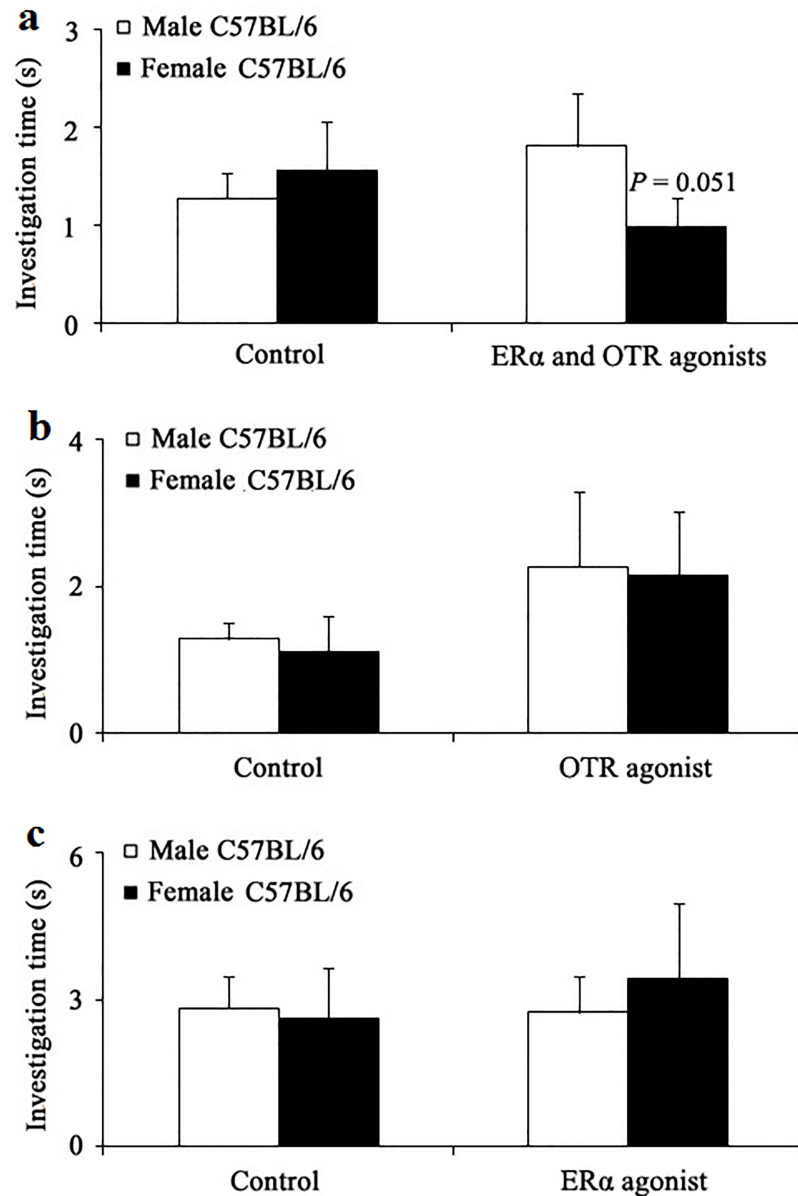 a
Male C57BL/6
Female C57BL/6
Investigation time (s)
3
2
1
0
P = 0.051
Control
ERα and OTR agonists
b
Male C57BL/6
Female C57BL/6
Investigation time (s)
4
2
0
Control
OTR agonist
c
Male C57BL/6
Female C57BL/6
Investigation time (s)
6
3
0
Control
ERα agonist